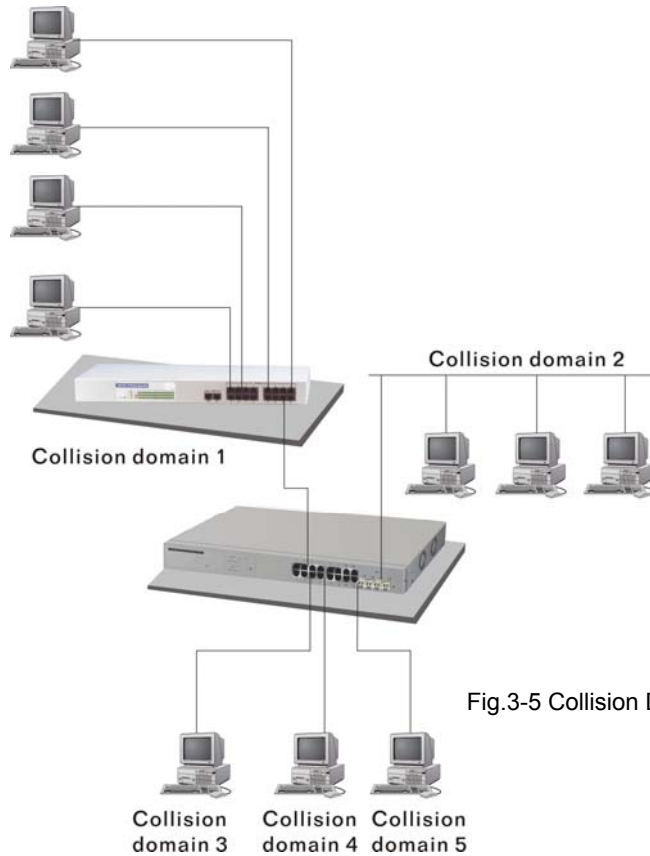 Collision domain 2
Collision domain 1
Fig.3-5 Collision D
Collision
domain 3
Collision
domain 4
Collision
domain 5